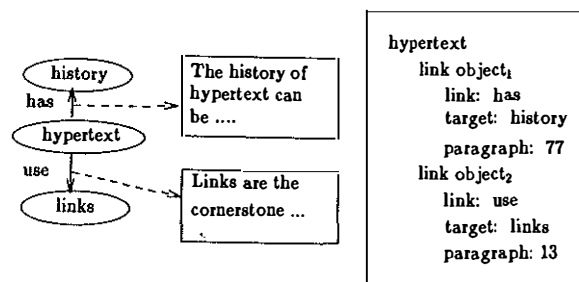 history
has
hypertext
use
links
The history of
hypertext can
be ....
Links are the
cornerstone ...
hypertext
link object₁
link: has
target: history
paragraph: 77
link object₂
link: use
target: links
paragraph: 13